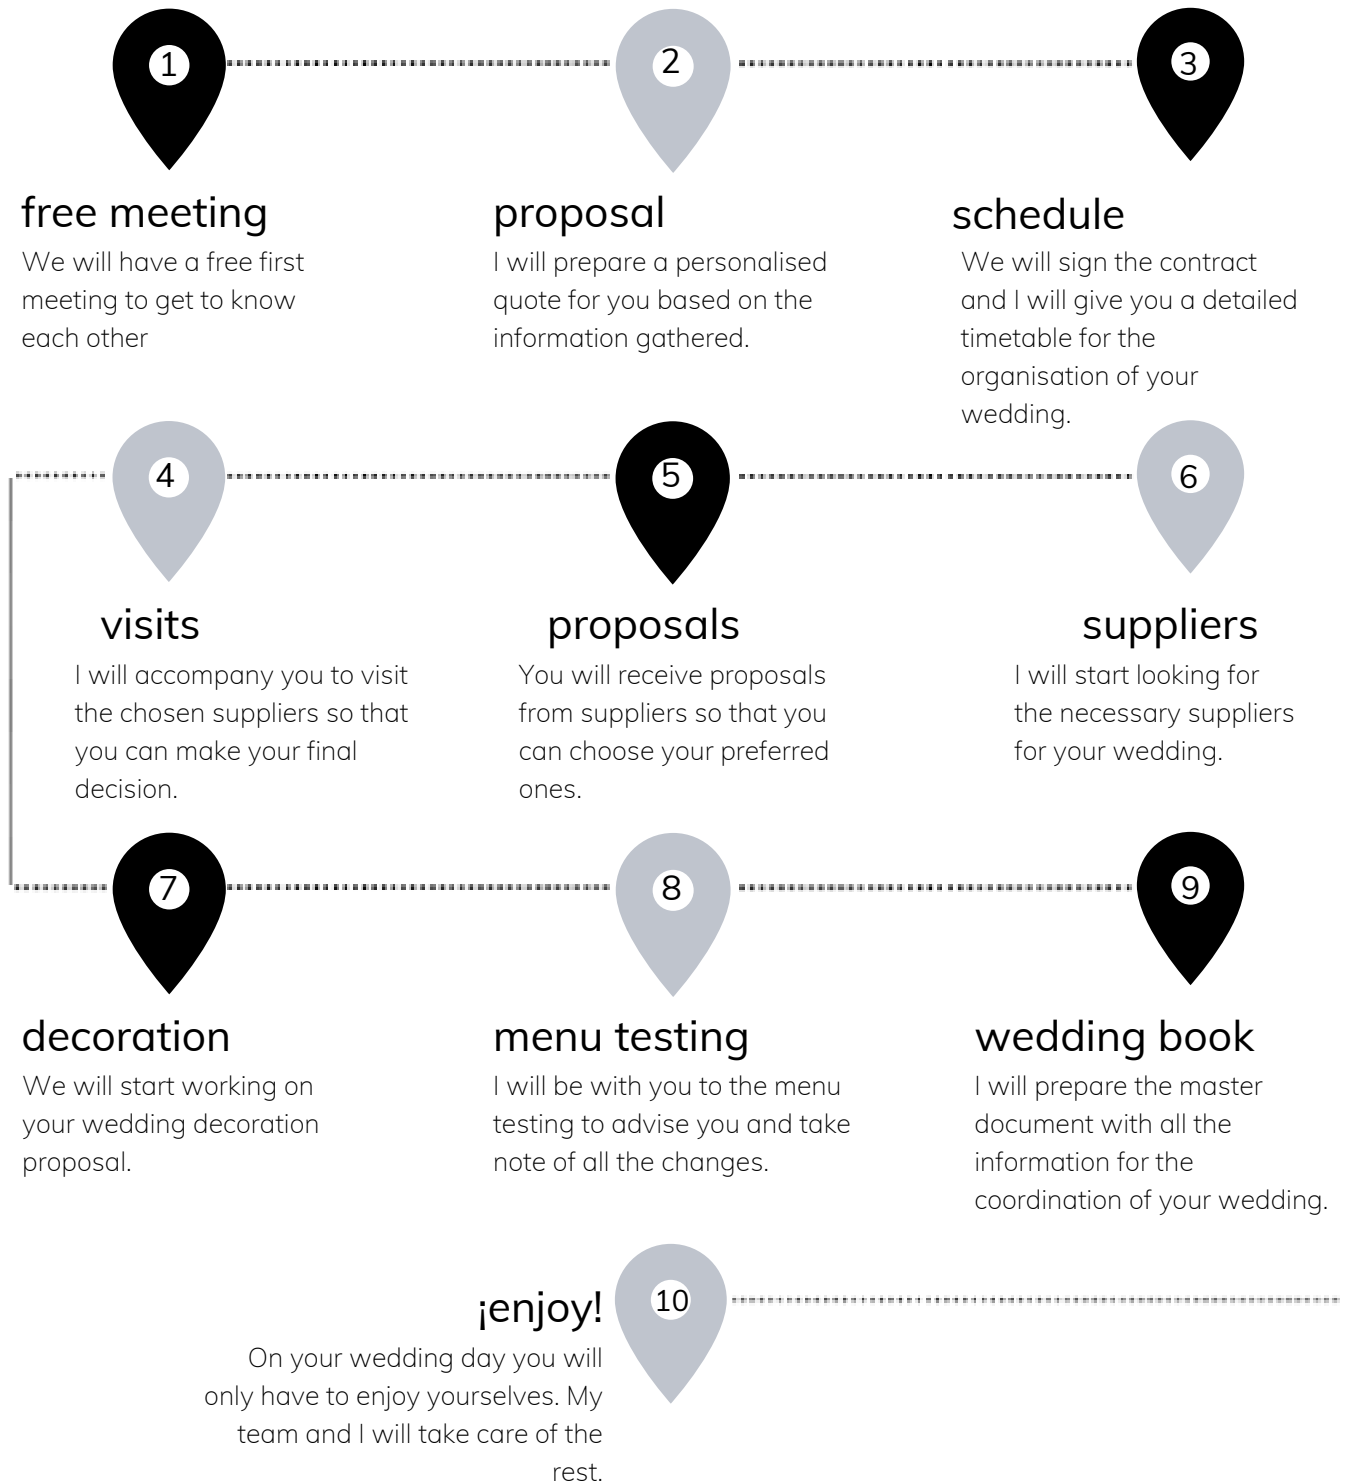 1
free meeting
We will have a free first
meeting to get to know
each other
2
proposal
I will prepare a personalised
quote for you based on the
information gathered.
3
schedule
We will sign the contract
and I will give you a detailed
timetable for the
organisation of your
wedding.
4
visits
I will accompany you to visit
the chosen suppliers so that
you can make your final
decision.
5
proposals
You will receive proposals
from suppliers so that you
can choose your preferred
ones.
6
suppliers
I will start looking for
the necessary suppliers
for your wedding.
7
decoration
We will start working on
your wedding decoration
proposal.
8
menu testing
I will be with you to the menu
testing to advise you and take
note of all the changes.
9
wedding book
I will prepare the master
document with all the
information for the
coordination of your wedding.
10
¡enjoy!
On your wedding day you will
only have to enjoy yourselves. My
team and I will take care of the
rest.